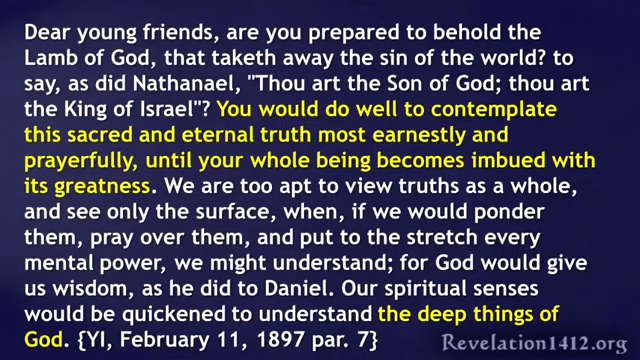 Dear young friends, are you prepared to behold the
Lamb of God, that taketh away the sin of the world? to
say, as did Nathanael, "Thou art the Son of God; thou art
the King of Israel"? You would do well to contemplate
this sacred and eternal truth most earnestly and
prayerfully, until your whole being becomes imbued with
its greatness. We are too apt to view truths as a whole,
and see only the surface, when, if we would ponder
them, pray over them, and put to the stretch every
mental power, we might understand; for God would give
us wisdom, as he did to Daniel. Our spiritual senses
would be quickened to understand the deep things of
God. {YI, February 11, 1897 par. 7}
Revelation1412.org